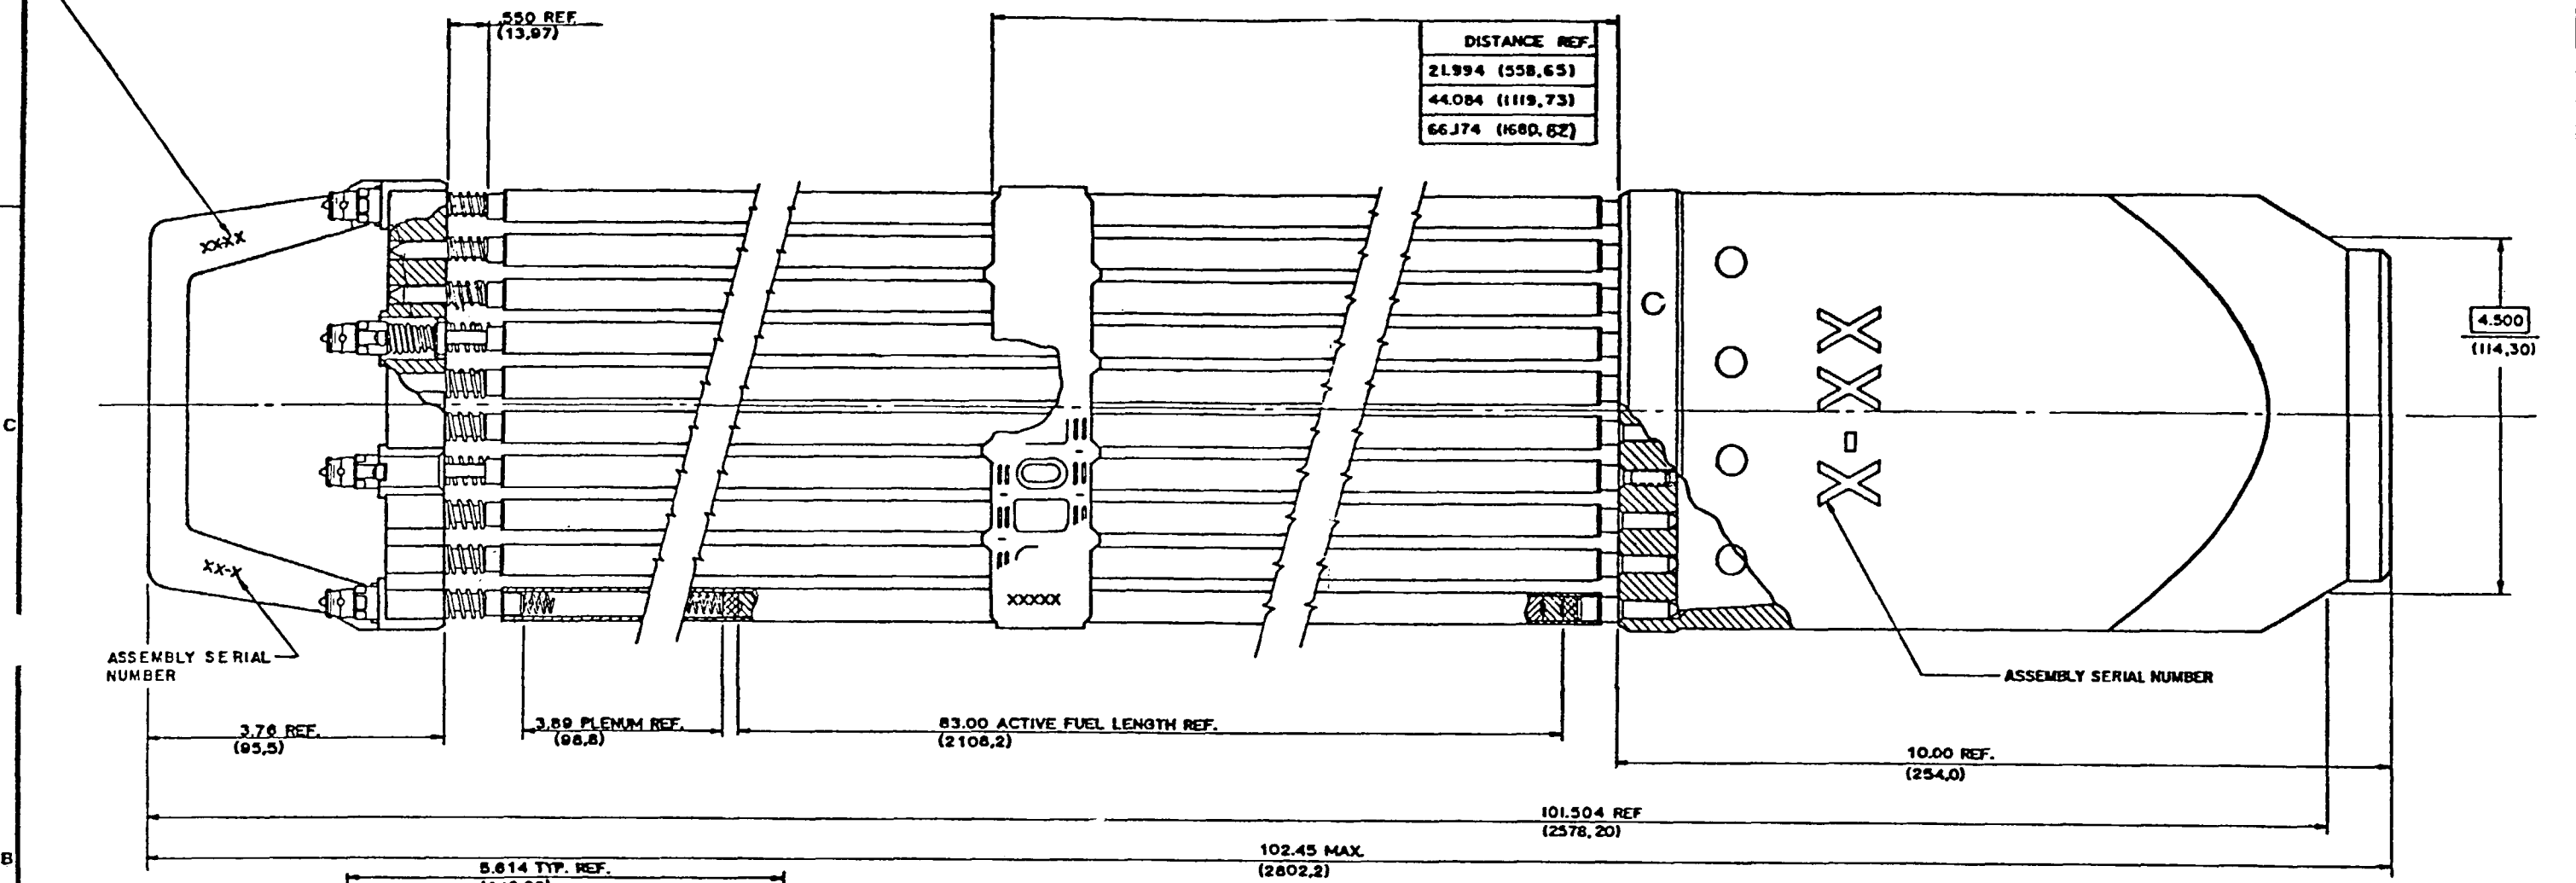 .550 REF.
(13,97)
DISTANCE REF.
21.994 (558,65)
44.084 (1119,73)
66.174 (1680,82)
XX-XX
C
X-XX
4.500
(114,30)
C
XX-X
XXXXX
ASSEMBLY SERIAL
NUMBER
ASSEMBLY SERIAL NUMBER
3.76 REF.
(95,5)
3.89 PLENUM REF.
(98,8)
83.00 ACTIVE FUEL LENGTH REF.
(2108,2)
10.00 REF.
(254,0)
101.504 REF
(2578,20)
102.45 MAX.
(2602,2)
B
5.614 TYP. REF.